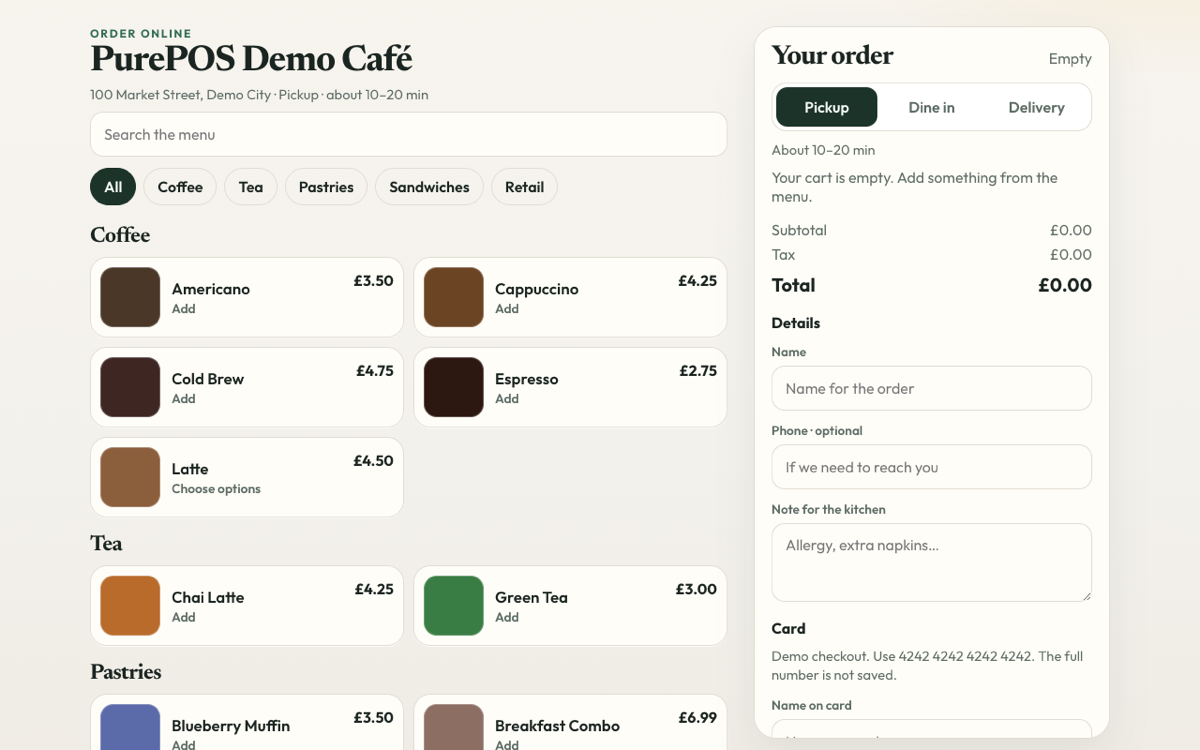 ORDER ONLINE
PurePOS Demo Café
100 Market Street, Demo City · Pickup · about 10–20 min
Search the menu
All
Coffee
Tea
Pastries
Sandwiches
Retail
Coffee
Americano
£3.50
Add
Cappuccino
£4.25
Add
Cold Brew
£4.75
Add
Espresso
£2.75
Add
Latte
£4.50
Choose options
Tea
Chai Latte
£4.25
Add
Green Tea
£3.00
Add
Pastries
Blueberry Muffin
£3.50
Add
Breakfast Combo
£6.99
Add
Your order
Empty
Pickup
Dine in
Delivery
About 10–20 min
Your cart is empty. Add something from the
menu.
Subtotal
£0.00
Tax
£0.00
Total
£0.00
Details
Name
Name for the order
Phone · optional
If we need to reach you
Note for the kitchen
Allergy, extra napkins…
Card
Demo checkout. Use 4242 4242 4242 4242. The full
number is not saved.
Name on card